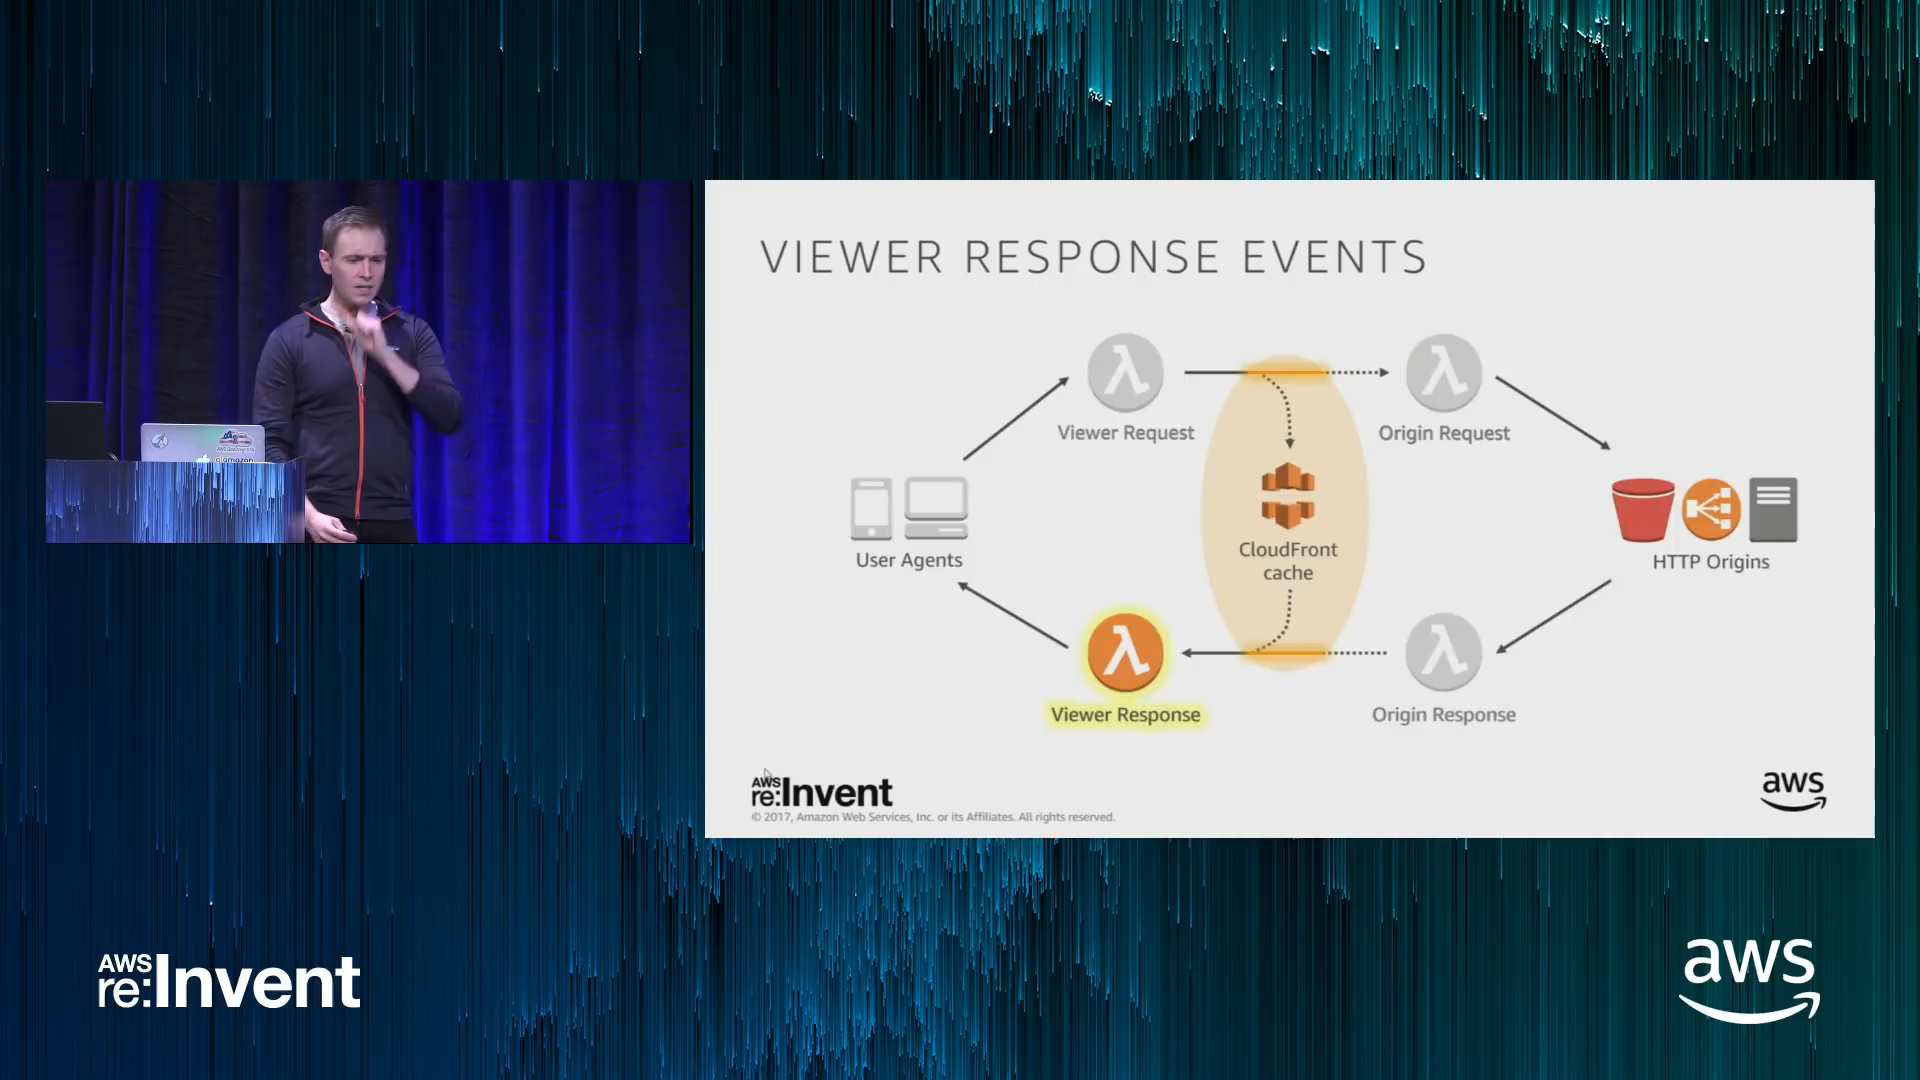 VIEWER RESPONSE EVENTS
Viewer Request
Origin Request
User Agents
CloudFront
cache
HTTP Origins
Viewer Response
Origin Response
AWS
re:Invent
© 2017, Amazon Web Services, Inc. or its Affiliates. All rights reserved.
aws
AWS
re:Invent
aws